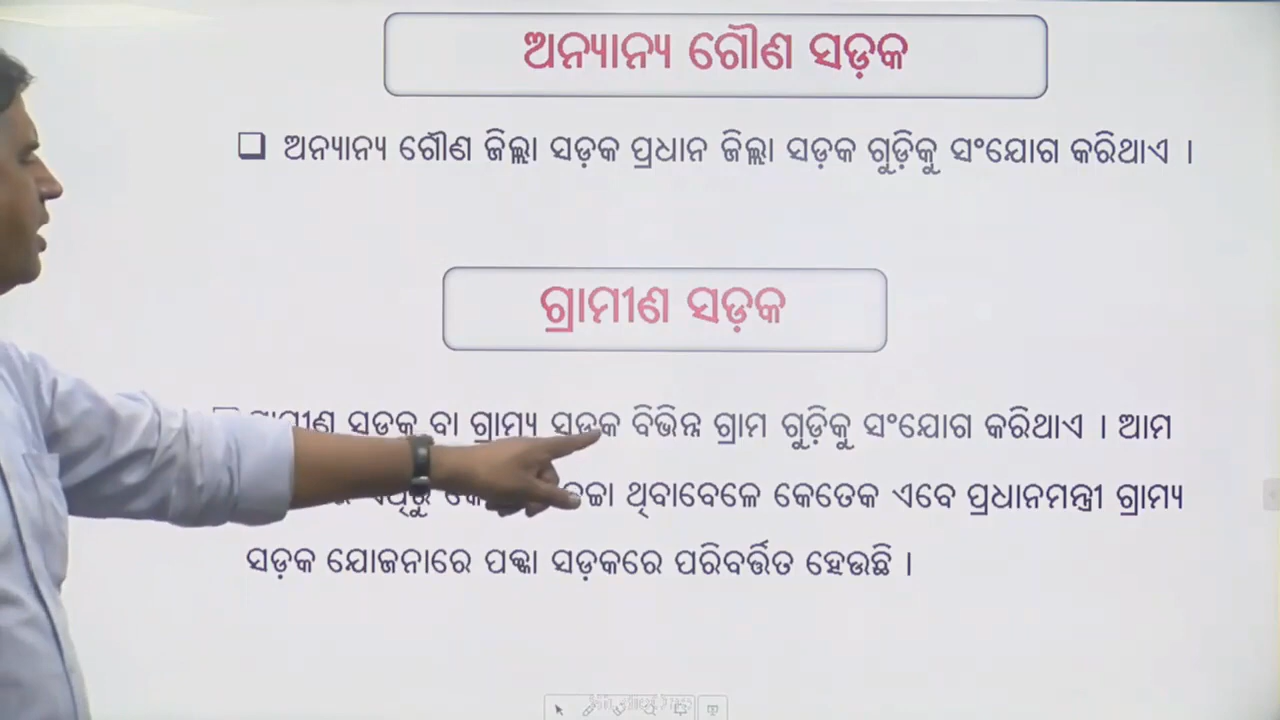 ଅନ୍ୟାନ୍ୟ ଗୌଣ ସଡ଼କ
❑ ଅନ୍ୟାନ୍ୟ ଗୌଣ ଜିଲ୍ଲା ସଡ଼କ ପ୍ରଧାନ ଜିଲ୍ଲା ସଡ଼କ ଗୁଡ଼ିକୁ ସଂଯୋଗ କରିଥାଏ ।
ଗ୍ରାମୀଣ ସଡ଼କ
ସଡ଼କ ବା ଗ୍ରାମ୍ୟ ସଡ଼କ ବିଭିନ୍ନ ଗ୍ରାମ ଗୁଡ଼ିକୁ ସଂଯୋଗ କରିଥାଏ । ଆମ
ଏଥିରୁ ଥିବାବେଳେ କେତେକ ଏବେ ପ୍ରଧାନମନ୍ତ୍ରୀ ଗ୍ରାମ୍ୟ
ସଡ଼କ ଯୋଜନାରେ ପକ୍କା ସଡ଼କରେ ପରିବର୍ତ୍ତିତ ହେଉଛି ।